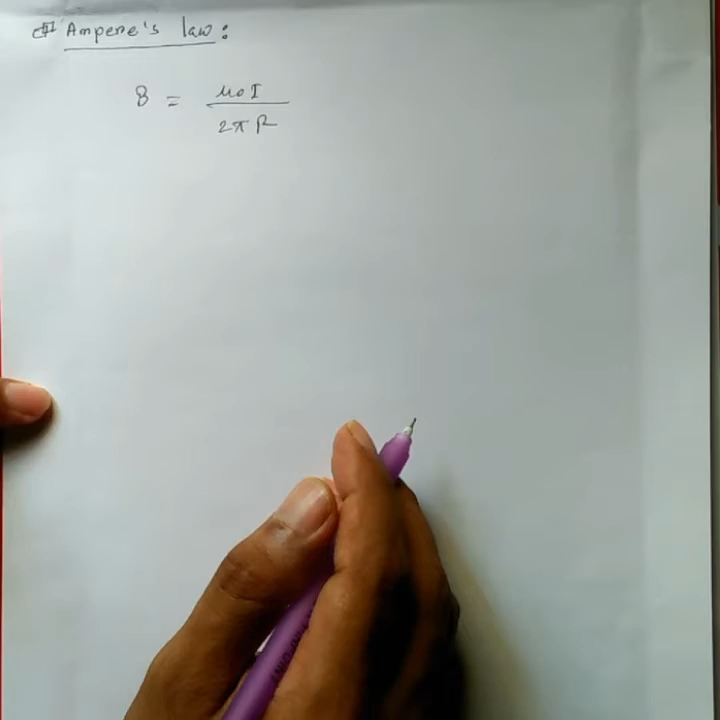 # Ampere's law:
B = μ₀I / 2πR